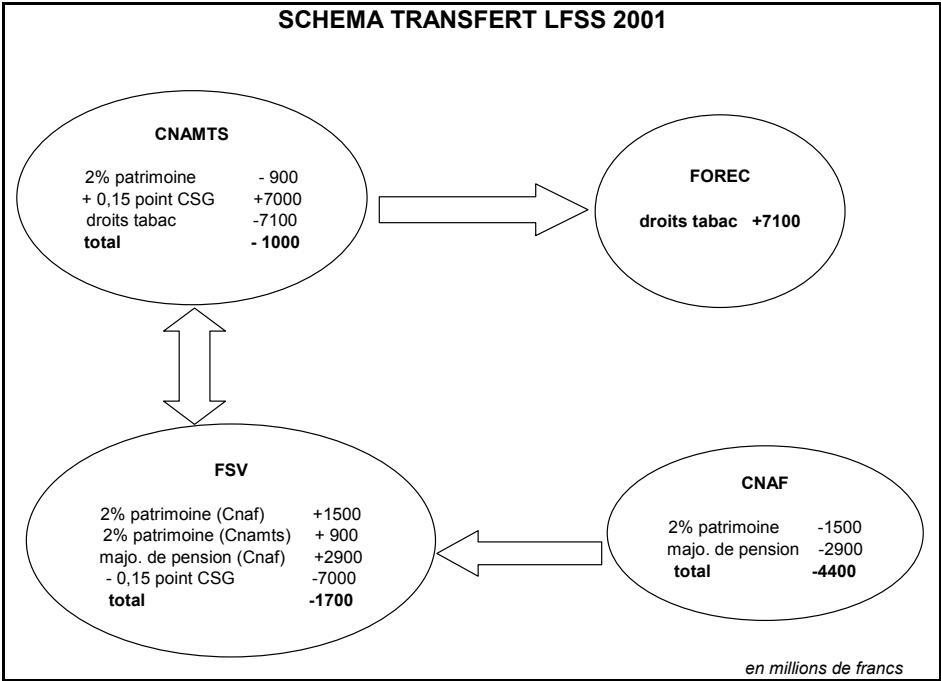 SCHEMA TRANSFERT LFSS 2001
CNAMTS
2% patrimoine - 900
+ 0,15 point CSG +7000
droits tabac -7100
total - 1000
FOREC
droits tabac +7100
FSV
2% patrimoine (Cnaf) +1500
2% patrimoine (Cnamts) + 900
majo. de pension (Cnaf) +2900
- 0,15 point CSG -7000
total -1700
CNAF
2% patrimoine -1500
majo. de pension -2900
total -4400
en millions de francs